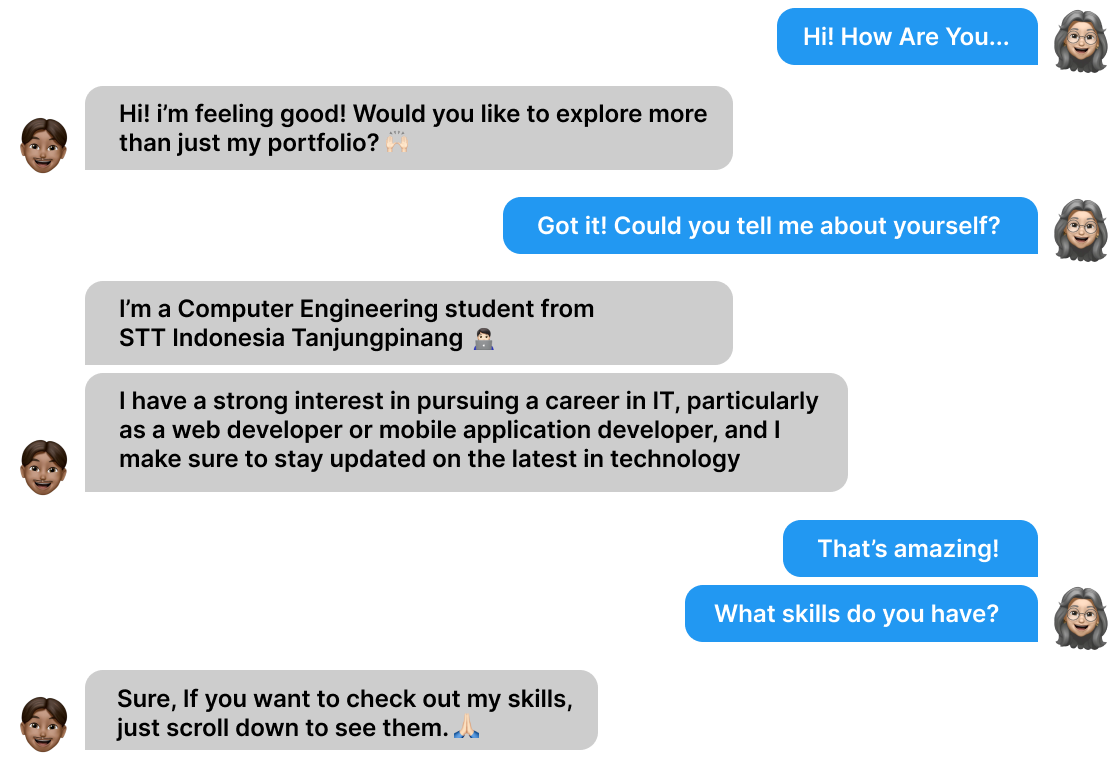 Hi! How Are You...
Hi! i’m feeling good! Would you like to explore more
than just my portfolio? 🙌🏻
Got it! Could you tell me about yourself?
I’m a Computer Engineering student from
STT Indonesia Tanjungpinang 👨🏻‍💻
I have a strong interest in pursuing a career in IT, particularly
as a web developer or mobile application developer, and I
make sure to stay updated on the latest in technology
That’s amazing!
What skills do you have?
Sure, If you want to check out my skills,
just scroll down to see them. 🙏🏻